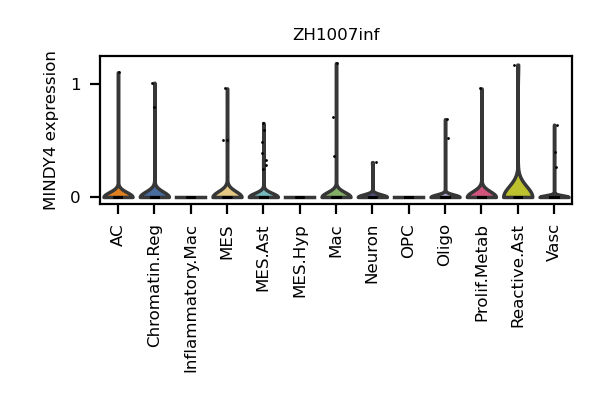 ZH1007inf
MINDY4 expression
1
0
AC
Chromatin.Reg
Inflammatory.Mac
MES
MES.Ast
MES.Hyp
Mac
Neuron
OPC
Oligo
Prolif.Metab
Reactive.Ast
Vasc